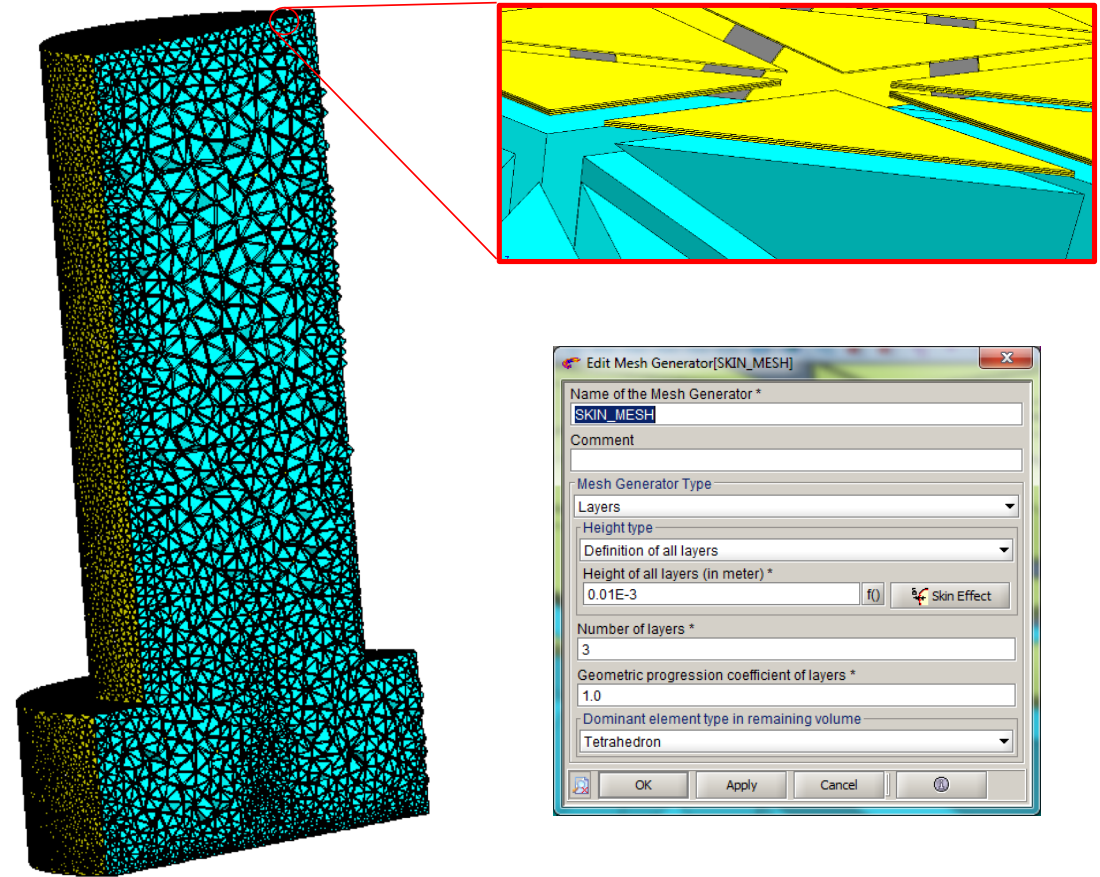 Edit Mesh Generator[SKIN_MESH]
Name of the Mesh Generator *
SKIN_MESH
Comment
Mesh Generator Type
Layers
Height type
Definition of all layers
Height of all layers (in meter) *
0.01E-3
f()
Skin Effect
Number of layers *
3
Geometric progression coefficient of layers *
1.0
Dominant element type in remaining volume
Tetrahedron
OK Apply Cancel